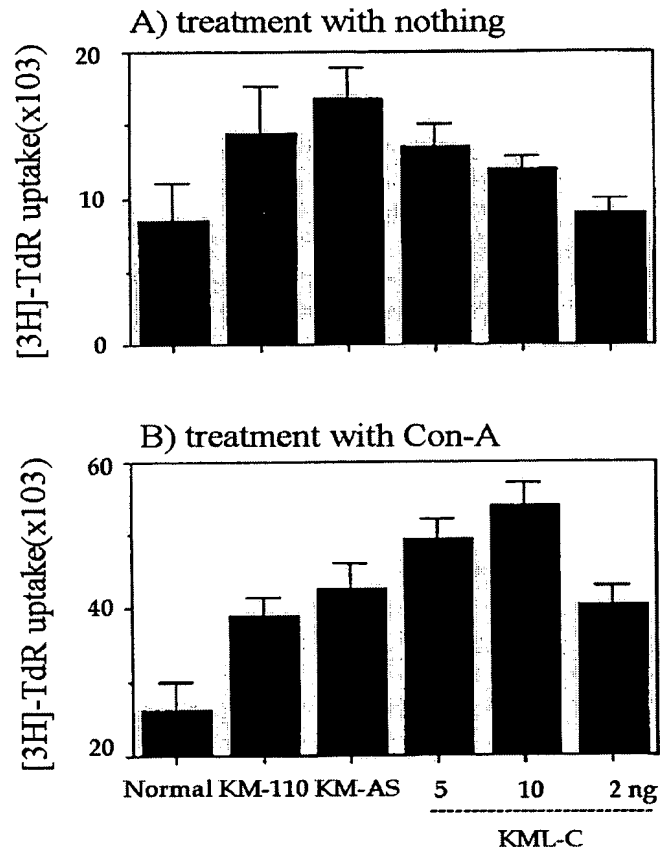 A) treatment with nothing
[3H]-TdR uptake(x103)
20
10
0
B) treatment with Con-A
[3H]-TdR uptake(x103)
60
40
20
Normal KM-110 KM-AS 5 10 2 ng
KML-C